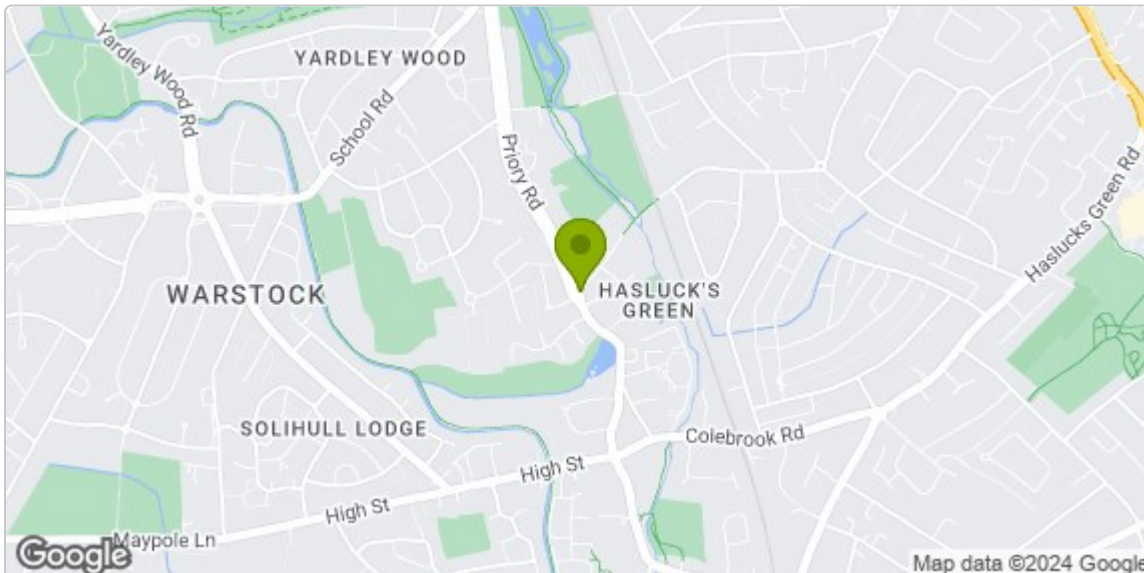 YARDLEY WOOD
Yardley Wood Rd
School Rd
Priory Rd
Haslucks Green Rd
WARSTOCK
HASLUCK'S
GREEN
SOLIHULL LODGE
Colebrook Rd
High St
High St
Maypole Ln
Google
Map data ©2024 Google